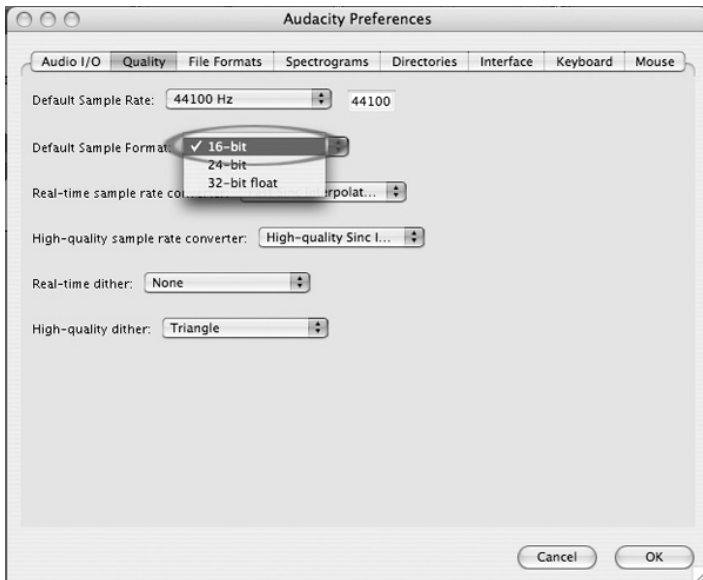 Audacity Preferences
Audio I/O Quality File Formats Spectrograms Directories Interface Keyboard Mouse
Default Sample Rate: 44100 Hz 44100
Default Sample Format: ✓ 16-bit
24-bit
32-bit float
Real-time sample rate
High-quality sample rate converter: High-quality Sinc I...
Real-time dither: None
High-quality dither: Triangle
Cancel OK